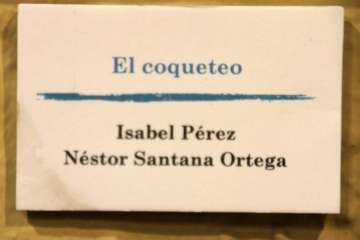 El coqueteo
Isabel Pérez
Néstor Santana Ortega